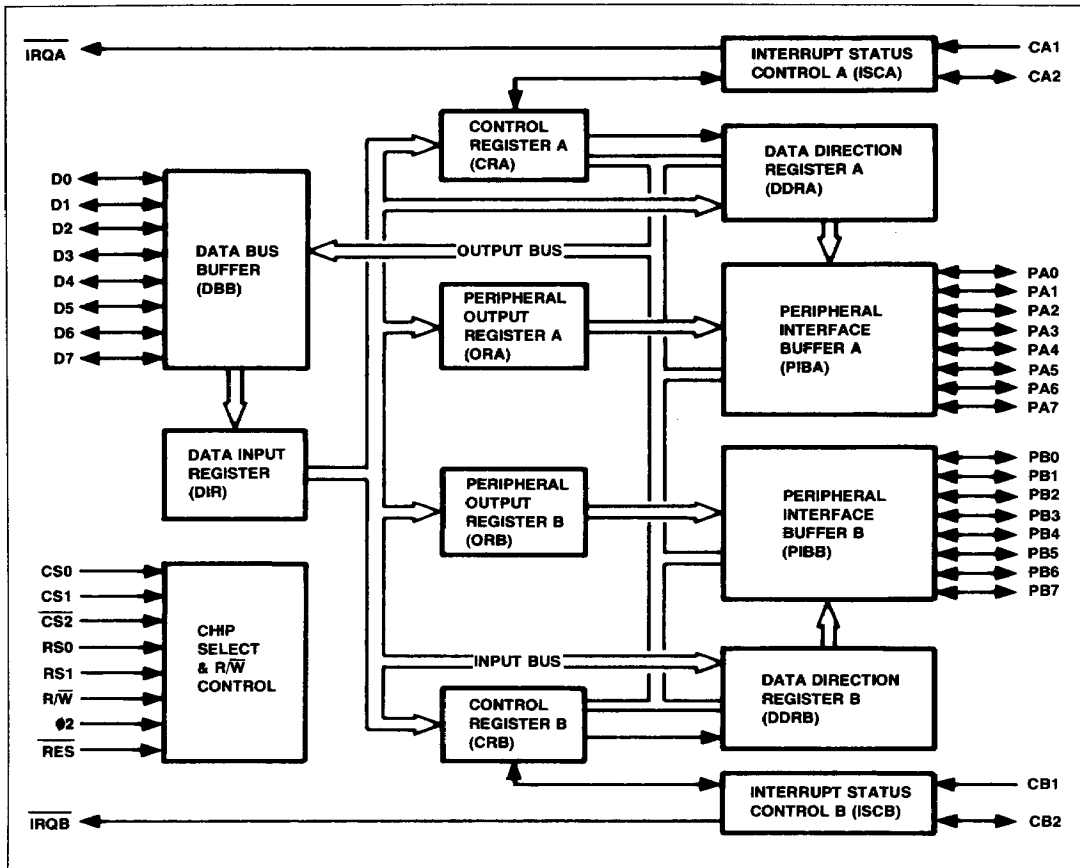 IRQA
INTERRUPT STATUS
CONTROL A (ISCA)
CA1
CA2
CONTROL
REGISTER A
(CRA)
DATA DIRECTION
REGISTER A
(DDRA)
D0
D1
D2
D3
D4
D5
D6
D7
DATA BUS
BUFFER
(DBB)
OUTPUT BUS
PERIPHERAL
OUTPUT
REGISTER A
(ORA)
PERIPHERAL
INTERFACE
BUFFER A
(PIBA)
PA0
PA1
PA2
PA3
PA4
PA5
PA6
PA7
DATA INPUT
REGISTER
(DIR)
PERIPHERAL
OUTPUT
REGISTER B
(ORB)
PERIPHERAL
INTERFACE
BUFFER B
(PIBB)
PB0
PB1
PB2
PB3
PB4
PB5
PB6
PB7
CS0
CS1
CS2
RS0
RS1
R/W
φ2
RES
CHIP
SELECT
& R/W
CONTROL
INPUT BUS
DATA DIRECTION
REGISTER B
(DDRB)
CONTROL
REGISTER B
(CRB)
INTERRUPT STATUS
CONTROL B (ISCB)
CB1
CB2
IRQB